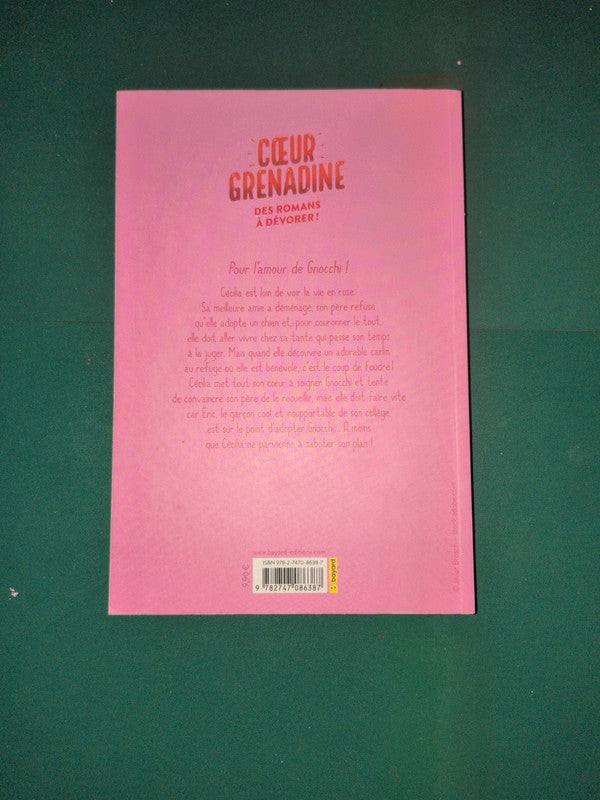 CŒUR
GRENADINE
DES ROMANS
À DÉVORER !
Pour l'amour de Gnocchi !
Cécilia est loin de voir la vie en rose.
Sa meilleure amie a déménagé, son père refuse
qu'elle adopte un chien et, pour couronner le tout,
elle doit aller vivre chez sa tante qui passe son temps
à la juger. Mais quand elle découvre un adorable carlin
au refuge où elle est bénévole, c'est le coup de foudre !
Cécilia met tout son coeur à soigner Gnocchi et tente
de convaincre son père de le recueillir, mais elle doit faire vite
car Éric, le garçon cool et insupportable de son collège,
est sur le point d'adopter Gnocchi... À moins
que Cécilia ne parvienne à saboter son plan !
www.bayard-editions.com
ISBN 978-2-7470-8638-7
9,90 €
9 782747 086387
bayard